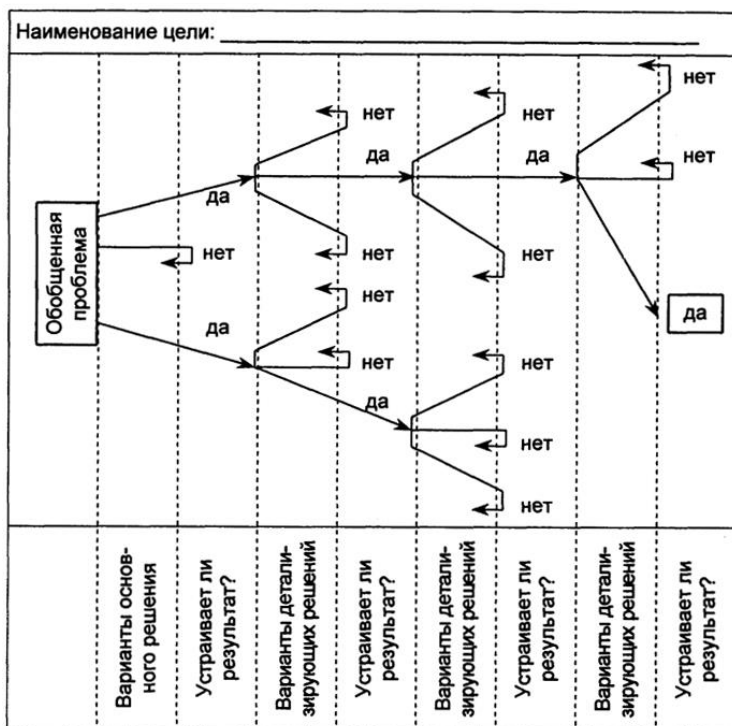 Наименование цели:
нет
нет
нет
нет
да
да
да
Обобщенная
проблема
нет
нет
нет
нет
да
да
нет
нет
да
нет
нет
нет
Варианты основ-
ного решения
Устраивает ли
результат?
Варианты детали-
зирующих решений
Устраивает ли
результат?
Варианты детали-
зирующих решений
Устраивает ли
результат?
Варианты детали-
зирующих решений
Устраивает ли
результат?